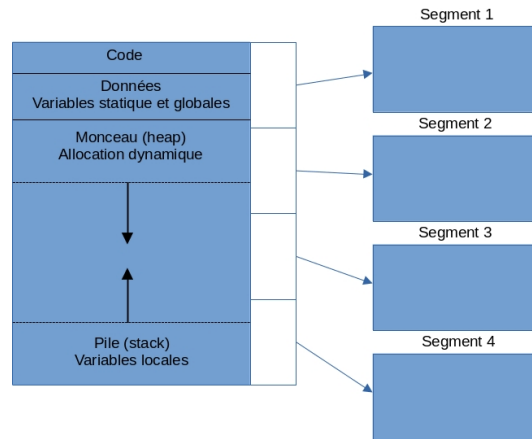 Code
Données
Variables statique et globales
Monceau (heap)
Allocation dynamique
Pile (stack)
Variables locales
Segment 1
Segment 2
Segment 3
Segment 4